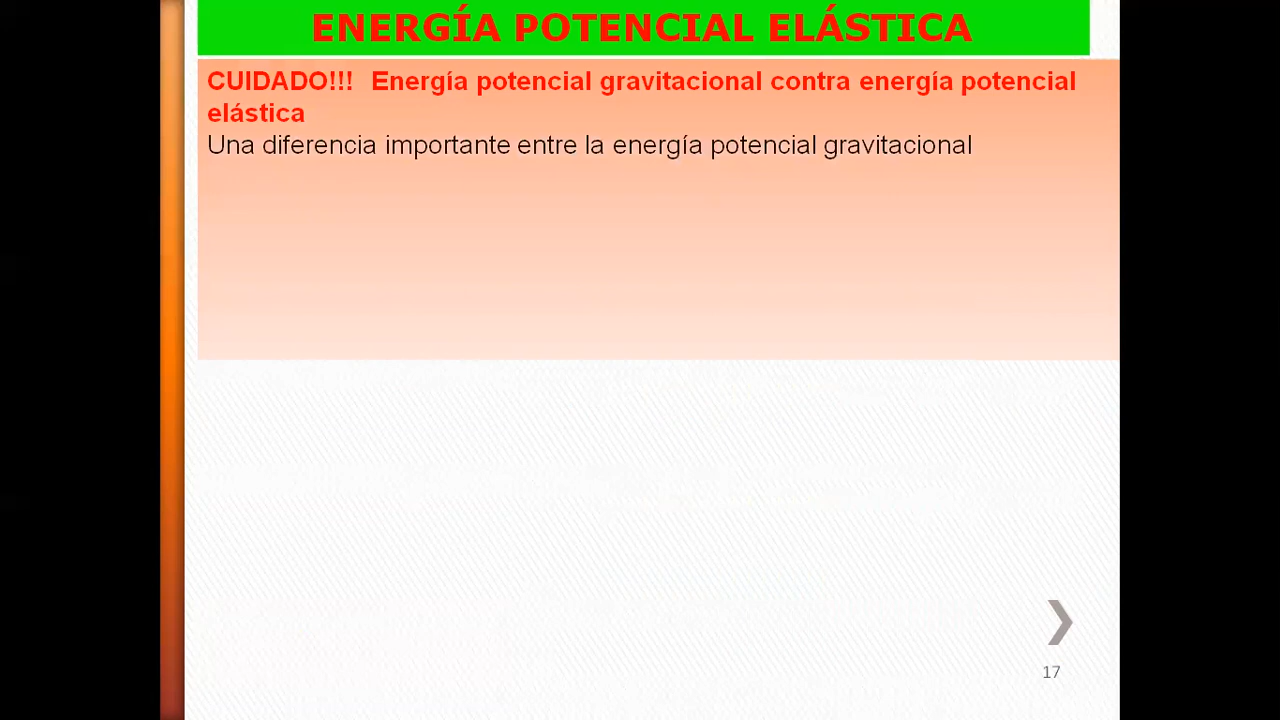 ENERGÍA POTENCIAL ELÁSTICA
CUIDADO!!! Energía potencial gravitacional contra energía potencial
elástica
Una diferencia importante entre la energía potencial gravitacional
17